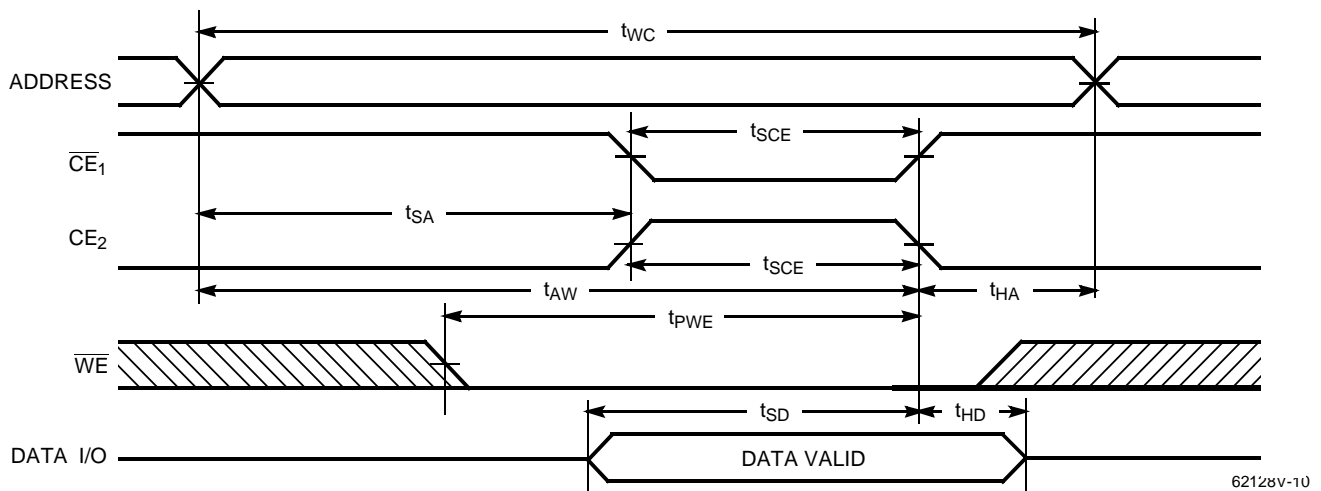 tWC
ADDRESS
tSCE
CE1
tSA
CE2
tSCE
tAW
tHA
tPWE
WE
tSD
tHD
DATA I/O
DATA VALID
62128V-10